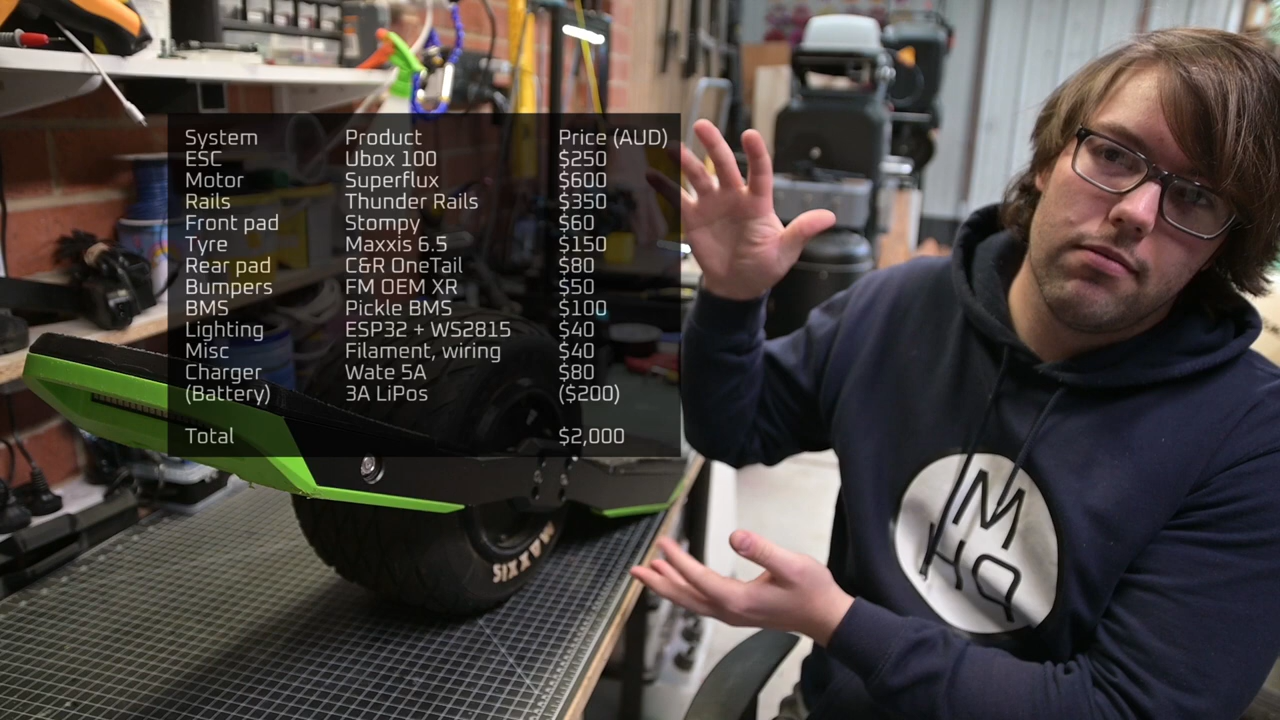 System Product Price (AUD)
ESC Ubox 100 $250
Motor Superflux $600
Rails Thunder Rails $350
Front pad Stompy $60
Tyre Maxxis 6.5 $150
Rear pad C&R OneTail $80
Bumpers FM OEM XR $50
BMS Pickle BMS $100
Lighting ESP32 + WS2815 $40
Misc Filament, wiring $40
Charger Wate 5A $80
(Battery) 3A LiPos ($200)
Total $2,000
MAXXIS
M
HQ